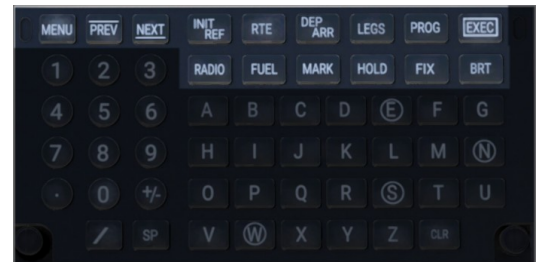 MENU PREV NEXT INIT REF RTE DEP ARR LEGS PROG EXEC
1 2 3 RADIO FUEL MARK HOLD FIX BRT
4 5 6 A B C D E F G
7 8 9 H I J K L M N
. 0 +/- O P Q R S T U
/ SP V W X Y Z CLR